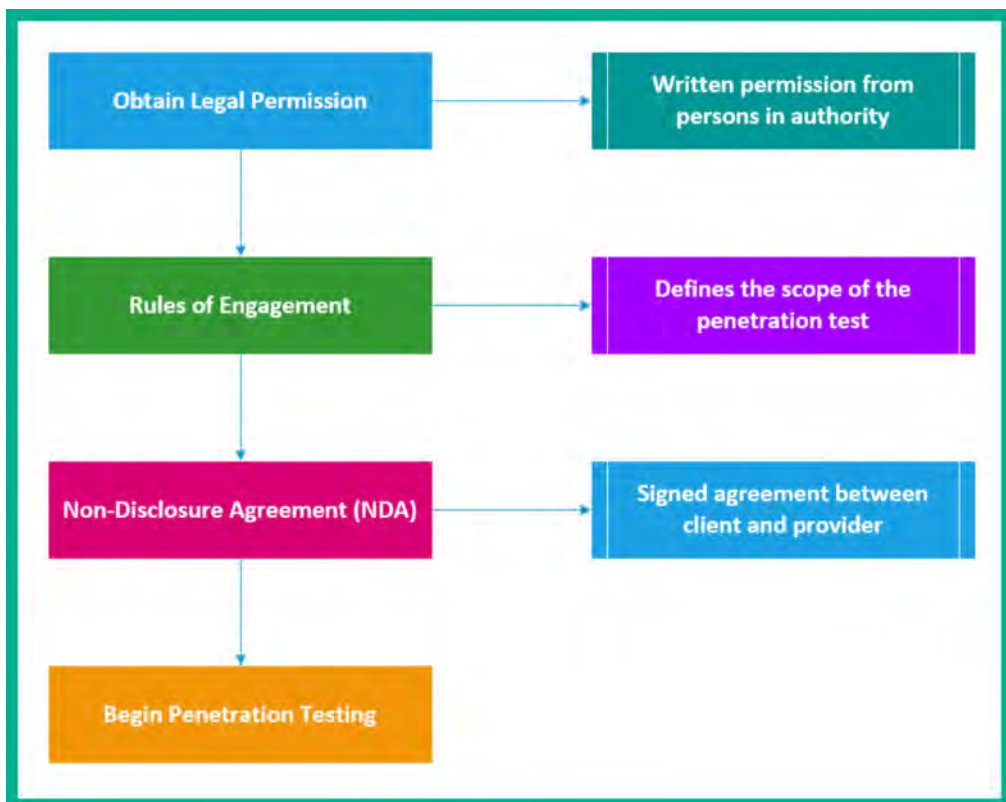 Obtain Legal Permission
Written permission from
persons in authority
Rules of Engagement
Defines the scope of the
penetration test
Non-Disclosure Agreement (NDA)
Signed agreement between
client and provider
Begin Penetration Testing